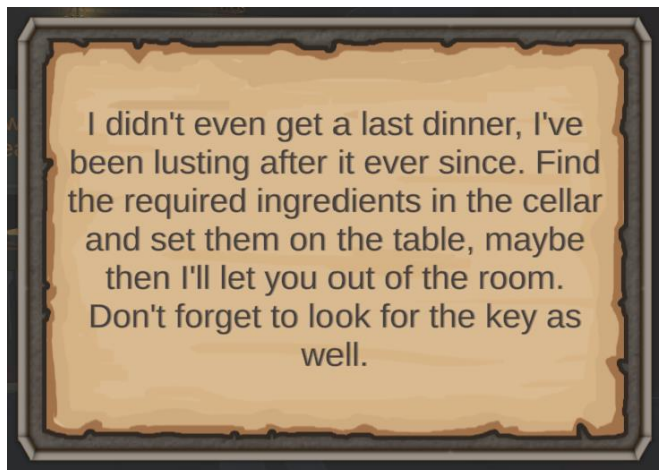 I didn't even get a last dinner, I've
been lusting after it ever since. Find
the required ingredients in the cellar
and set them on the table, maybe
then I'll let you out of the room.
Don't forget to look for the key as
well.